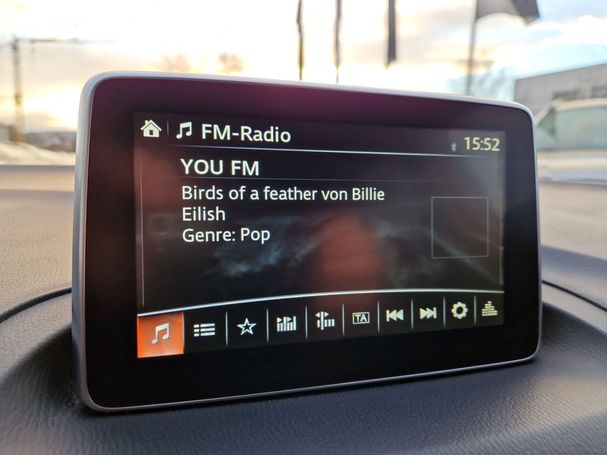 FM-Radio
15:52
YOU FM
Birds of a feather von Billie
Eilish
Genre: Pop
TA